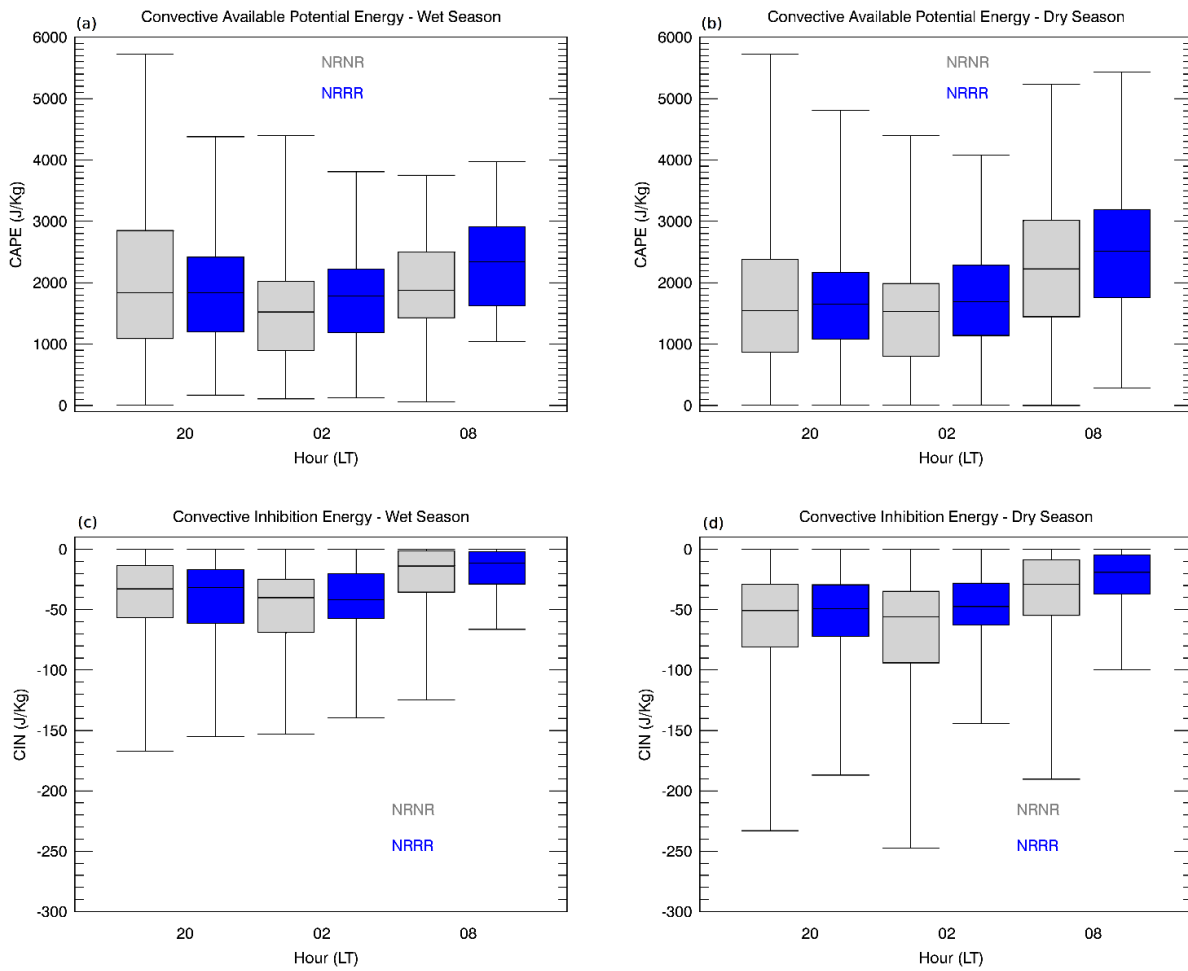 (a) Convective Available Potential Energy - Wet Season
6000
5000
4000
3000
2000
1000
0
CAPE (J/Kg)
NRNR
NRRR
20 02 08
Hour (LT)
(b) Convective Available Potential Energy - Dry Season
6000
5000
4000
3000
2000
1000
0
CAPE (J/Kg)
NRNR
NRRR
20 02 08
Hour (LT)
(c) Convective Inhibition Energy - Wet Season
0
-50
-100
-150
-200
-250
-300
CIN (J/Kg)
NRNR
NRRR
20 02 08
Hour (LT)
(d) Convective Inhibition Energy - Dry Season
0
-50
-100
-150
-200
-250
-300
CIN (J/Kg)
NRNR
NRRR
20 02 08
Hour (LT)